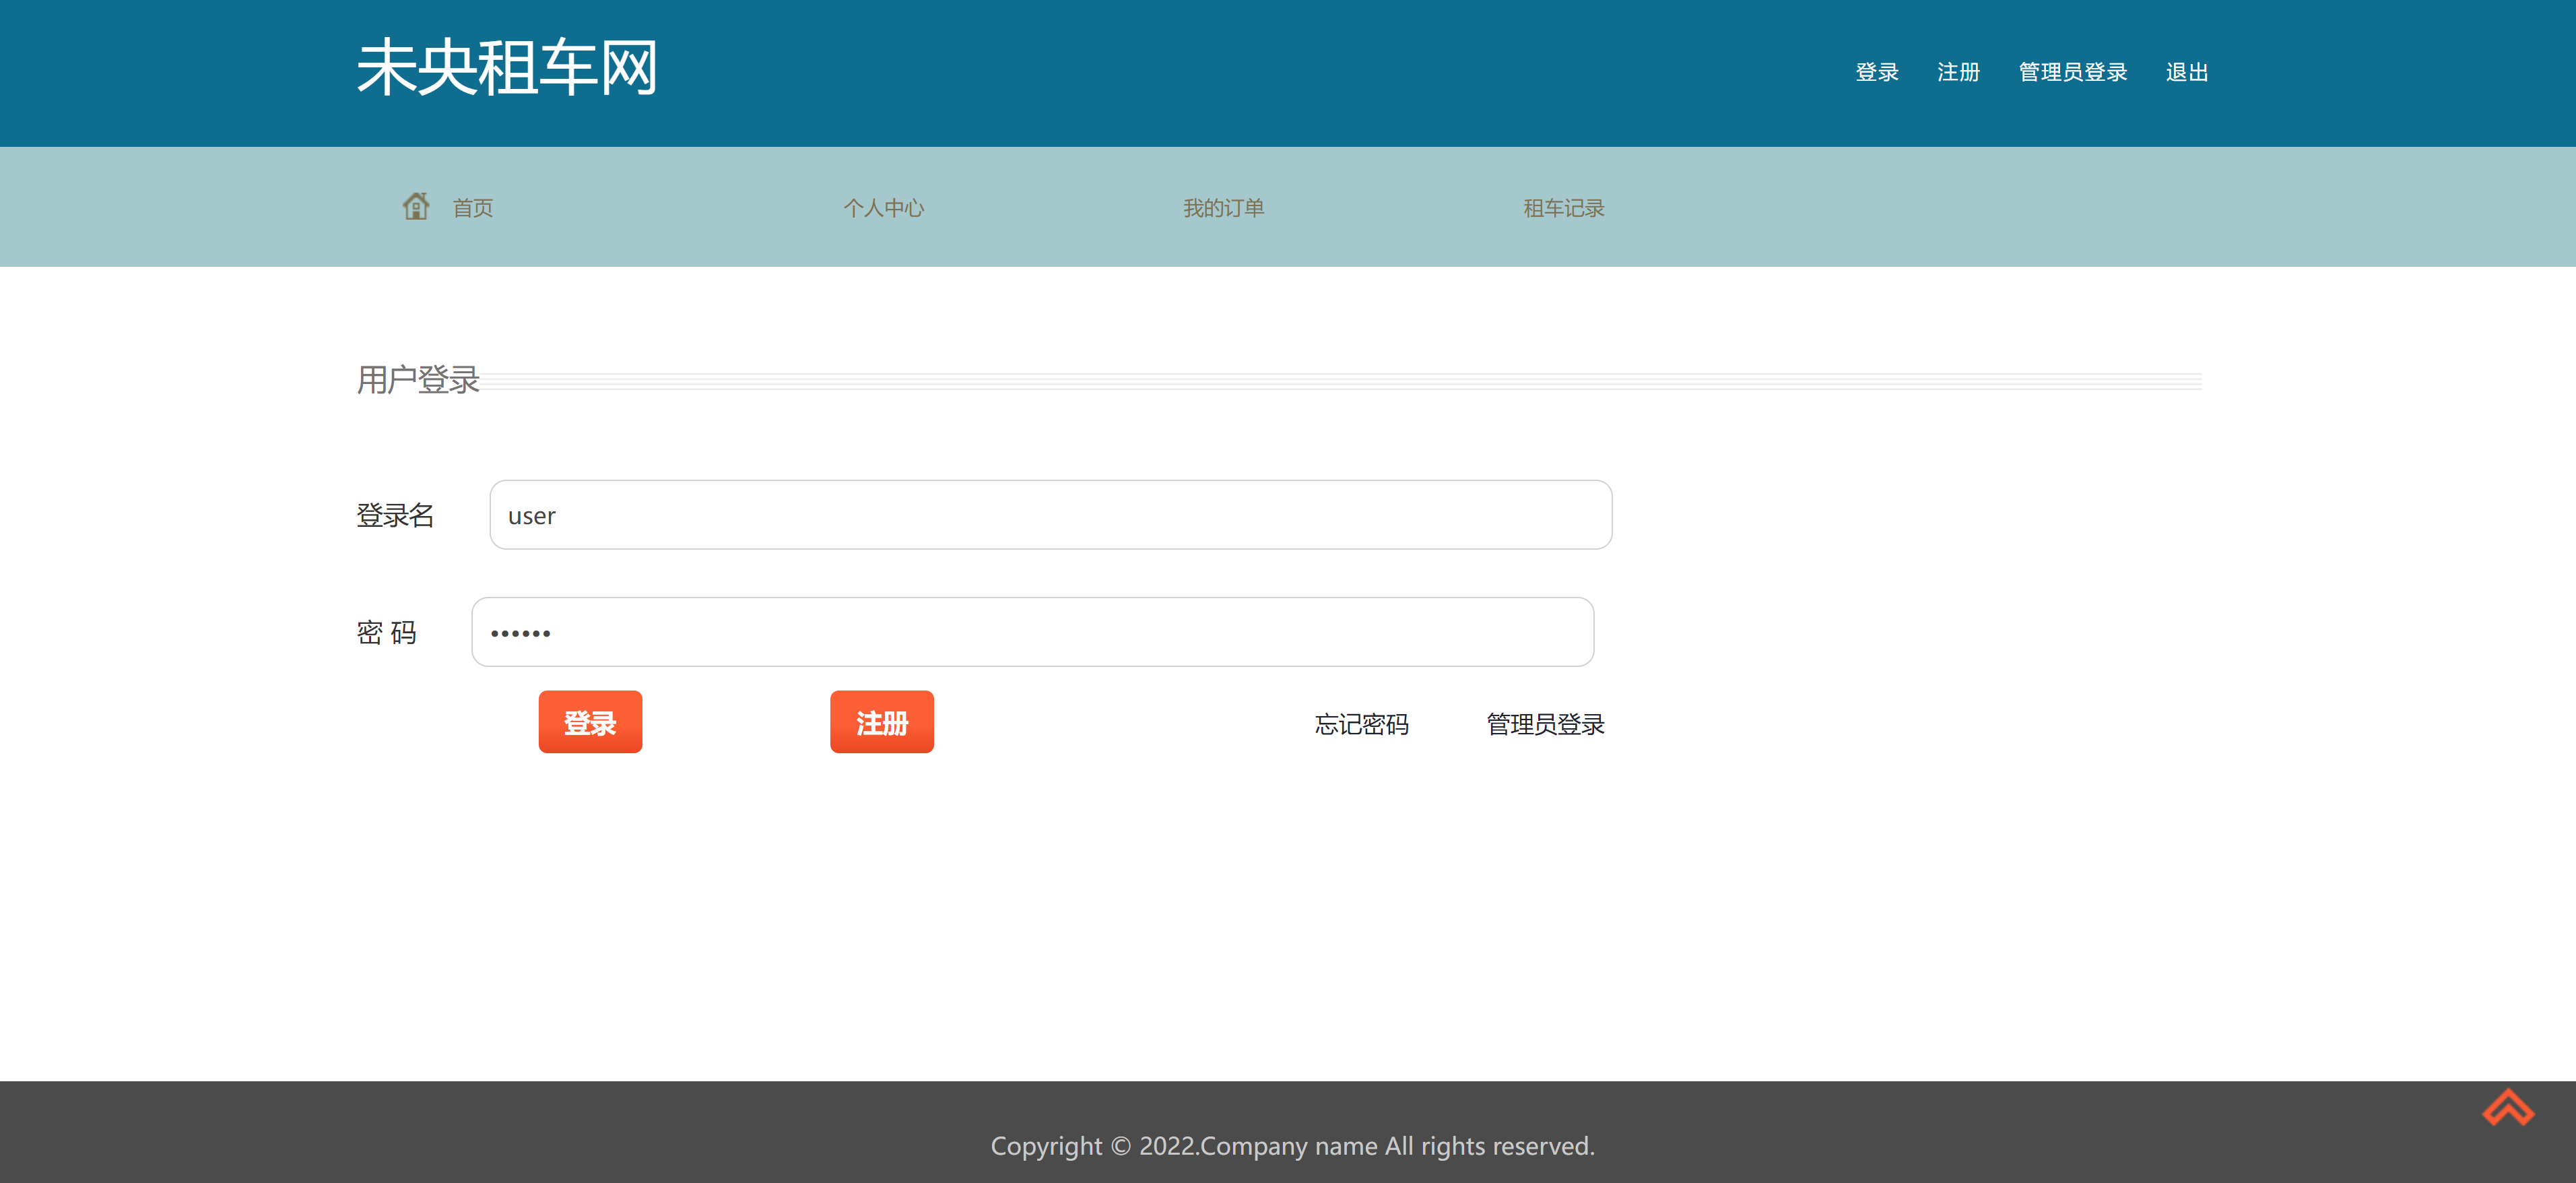 未央租车网
登录 注册 管理员登录 退出
首页 个人中心 我的订单 租车记录
用户登录
登录名 user
密 码 ••••••
登录 注册 忘记密码 管理员登录
Copyright © 2022.Company name All rights reserved.